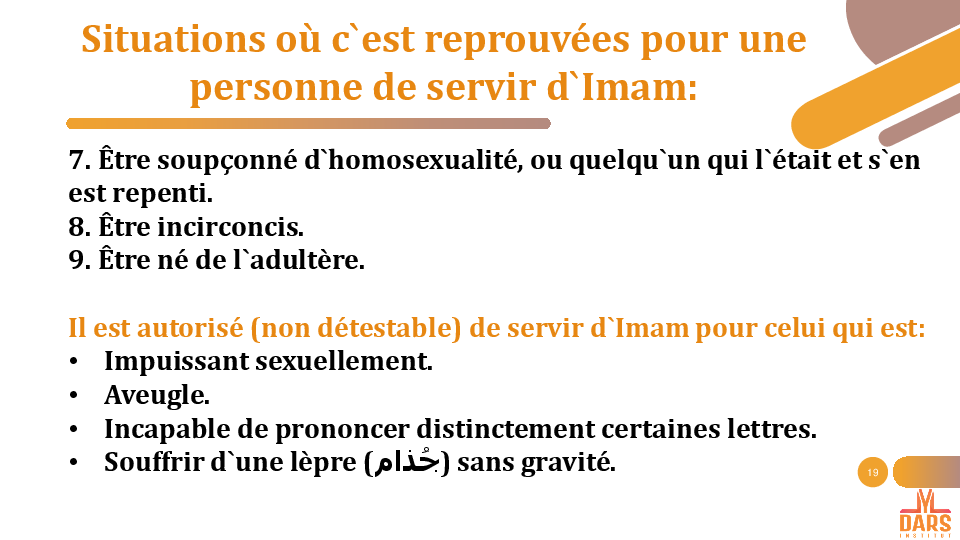 Situations où c`est reprouvées pour une
personne de servir d`Imam:
7. Être soupçonné d`homosexualité, ou quelqu`un qui l`était et s`en
est repenti.
8. Être incirconcis.
9. Être né de l`adultère.
Il est autorisé (non détestable) de servir d`Imam pour celui qui est:
• Impuissant sexuellement.
• Aveugle.
• Incapable de prononcer distinctement certaines lettres.
• Souffrir d`une lèpre (جُذام) sans gravité.
19
DARS
INSTITUT